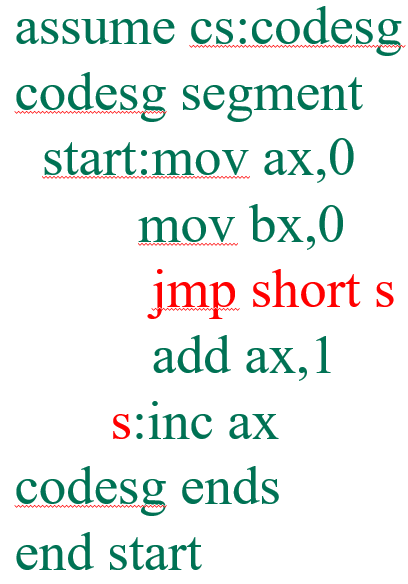 assume cs:codesg
codesg segment
start:mov ax,0
mov bx,0
jmp short s
add ax,1
s:inc ax
codesg ends
end start